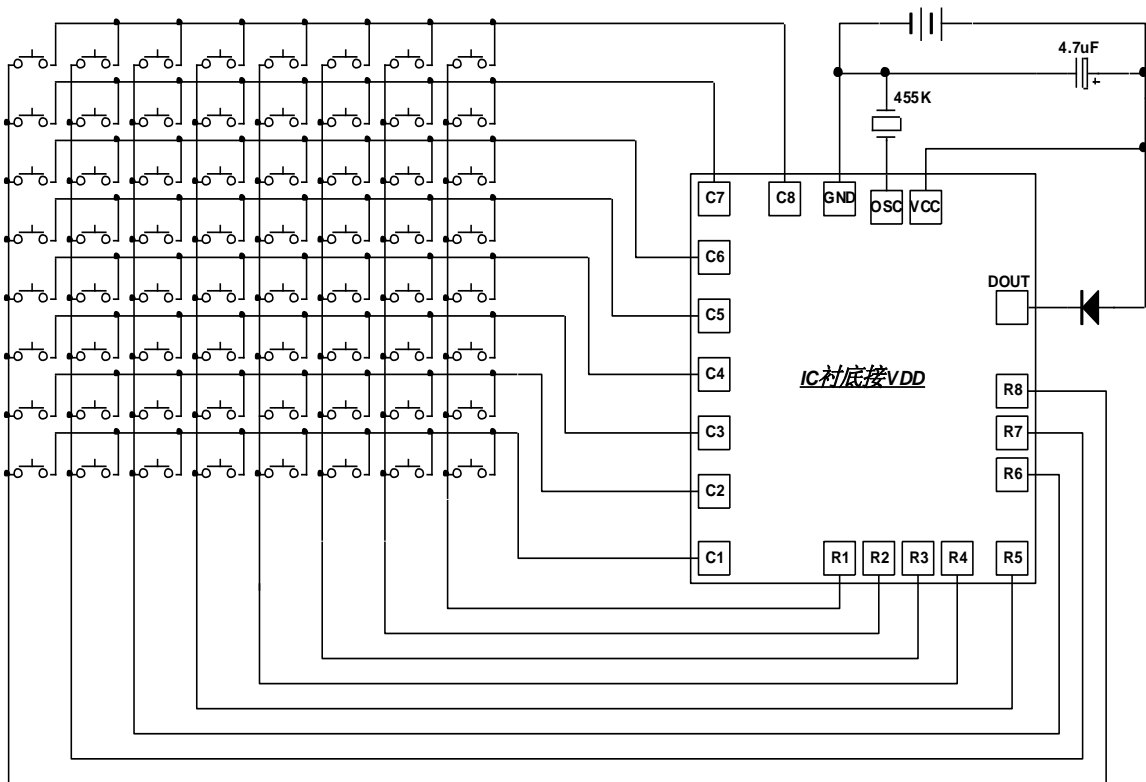 4.7uF
455K
C7
C8
GND
OSC
VCC
C6
DOUT
C5
C4
IC衬底接VDD
R8
C3
R7
R6
C2
C1
R1
R2
R3
R4
R5